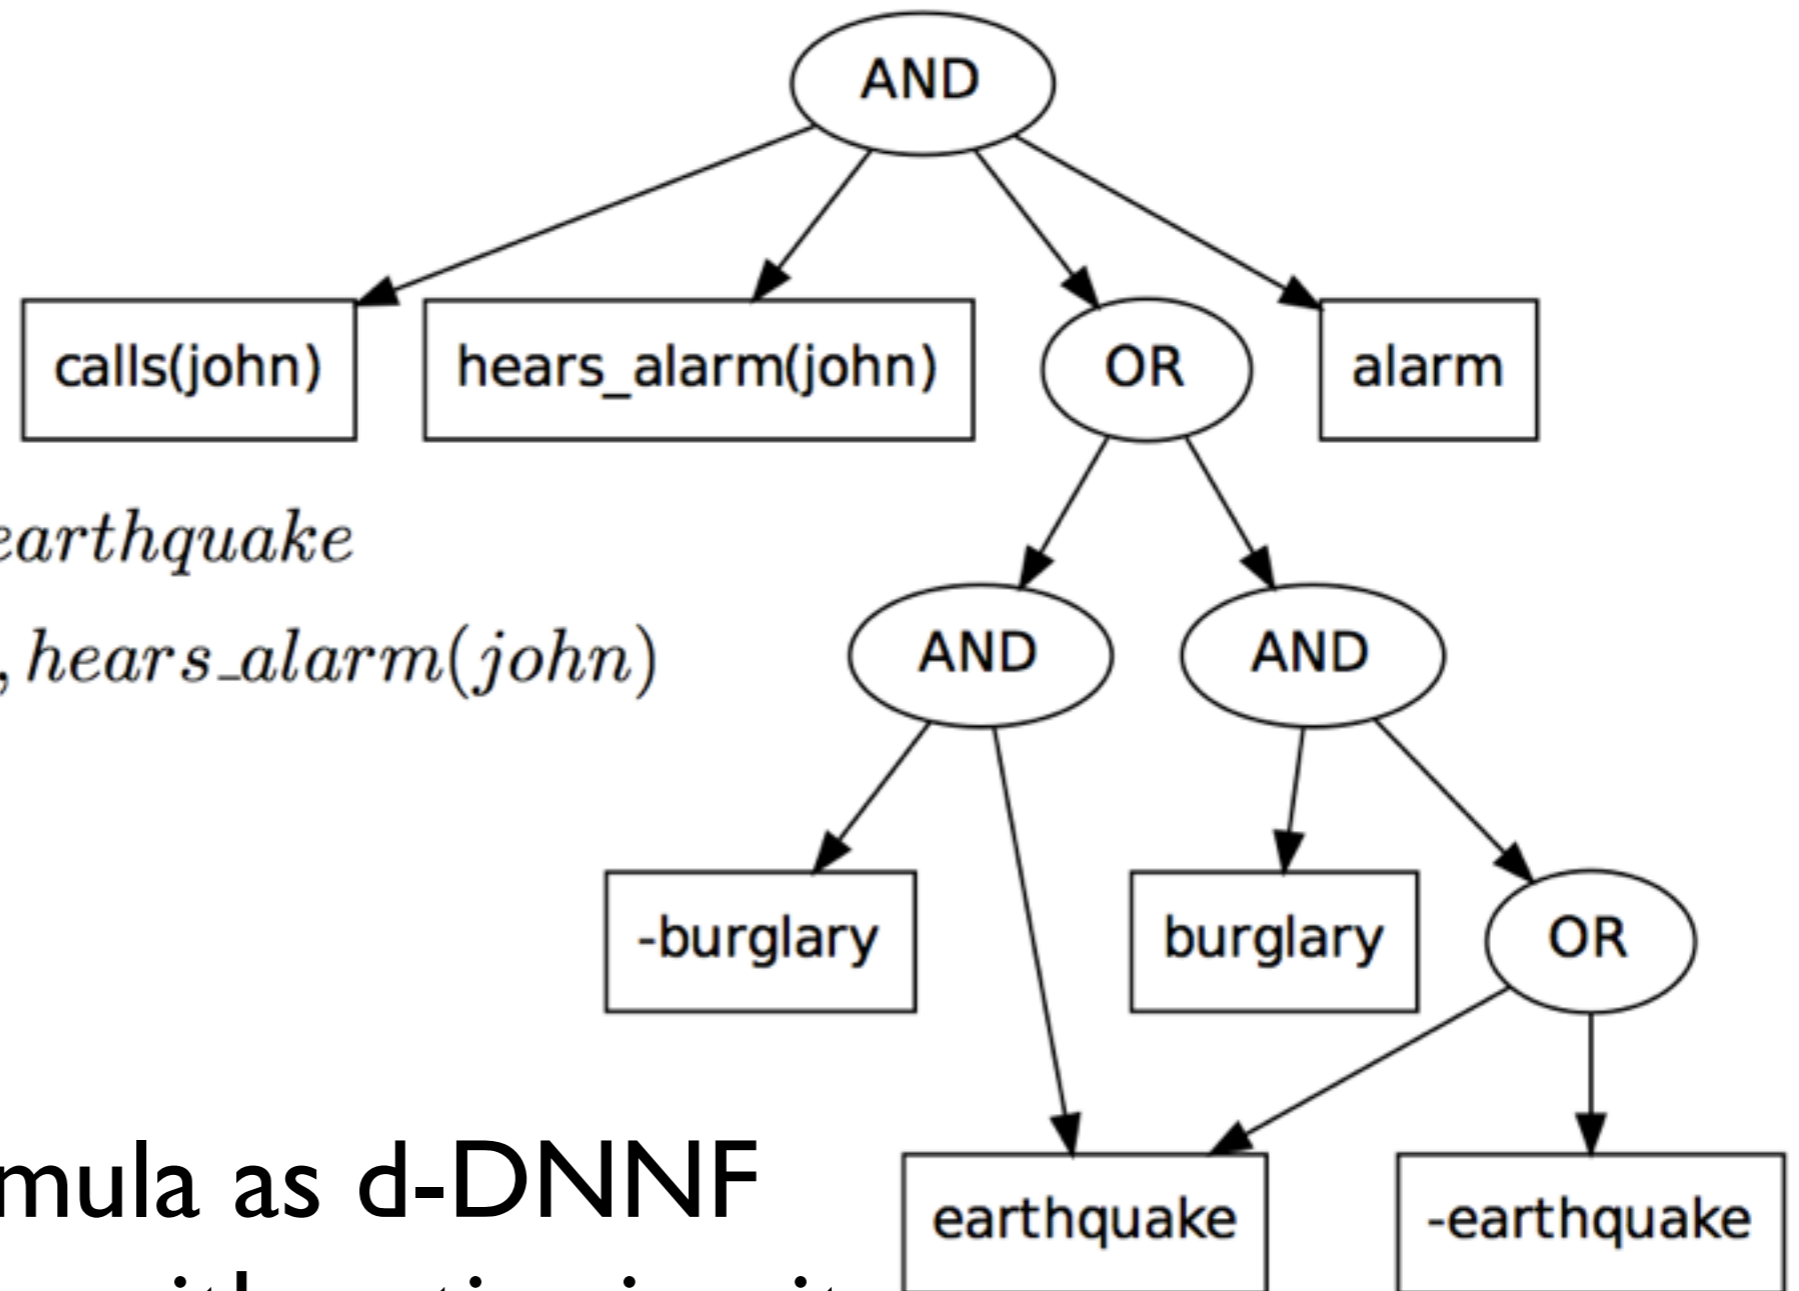 AND
calls(john) hears_alarm(john) OR alarm
earthquake
, hears_alarm(john)
AND AND
-burglary burglary OR
mula as d-DNNF
earthquake -earthquake